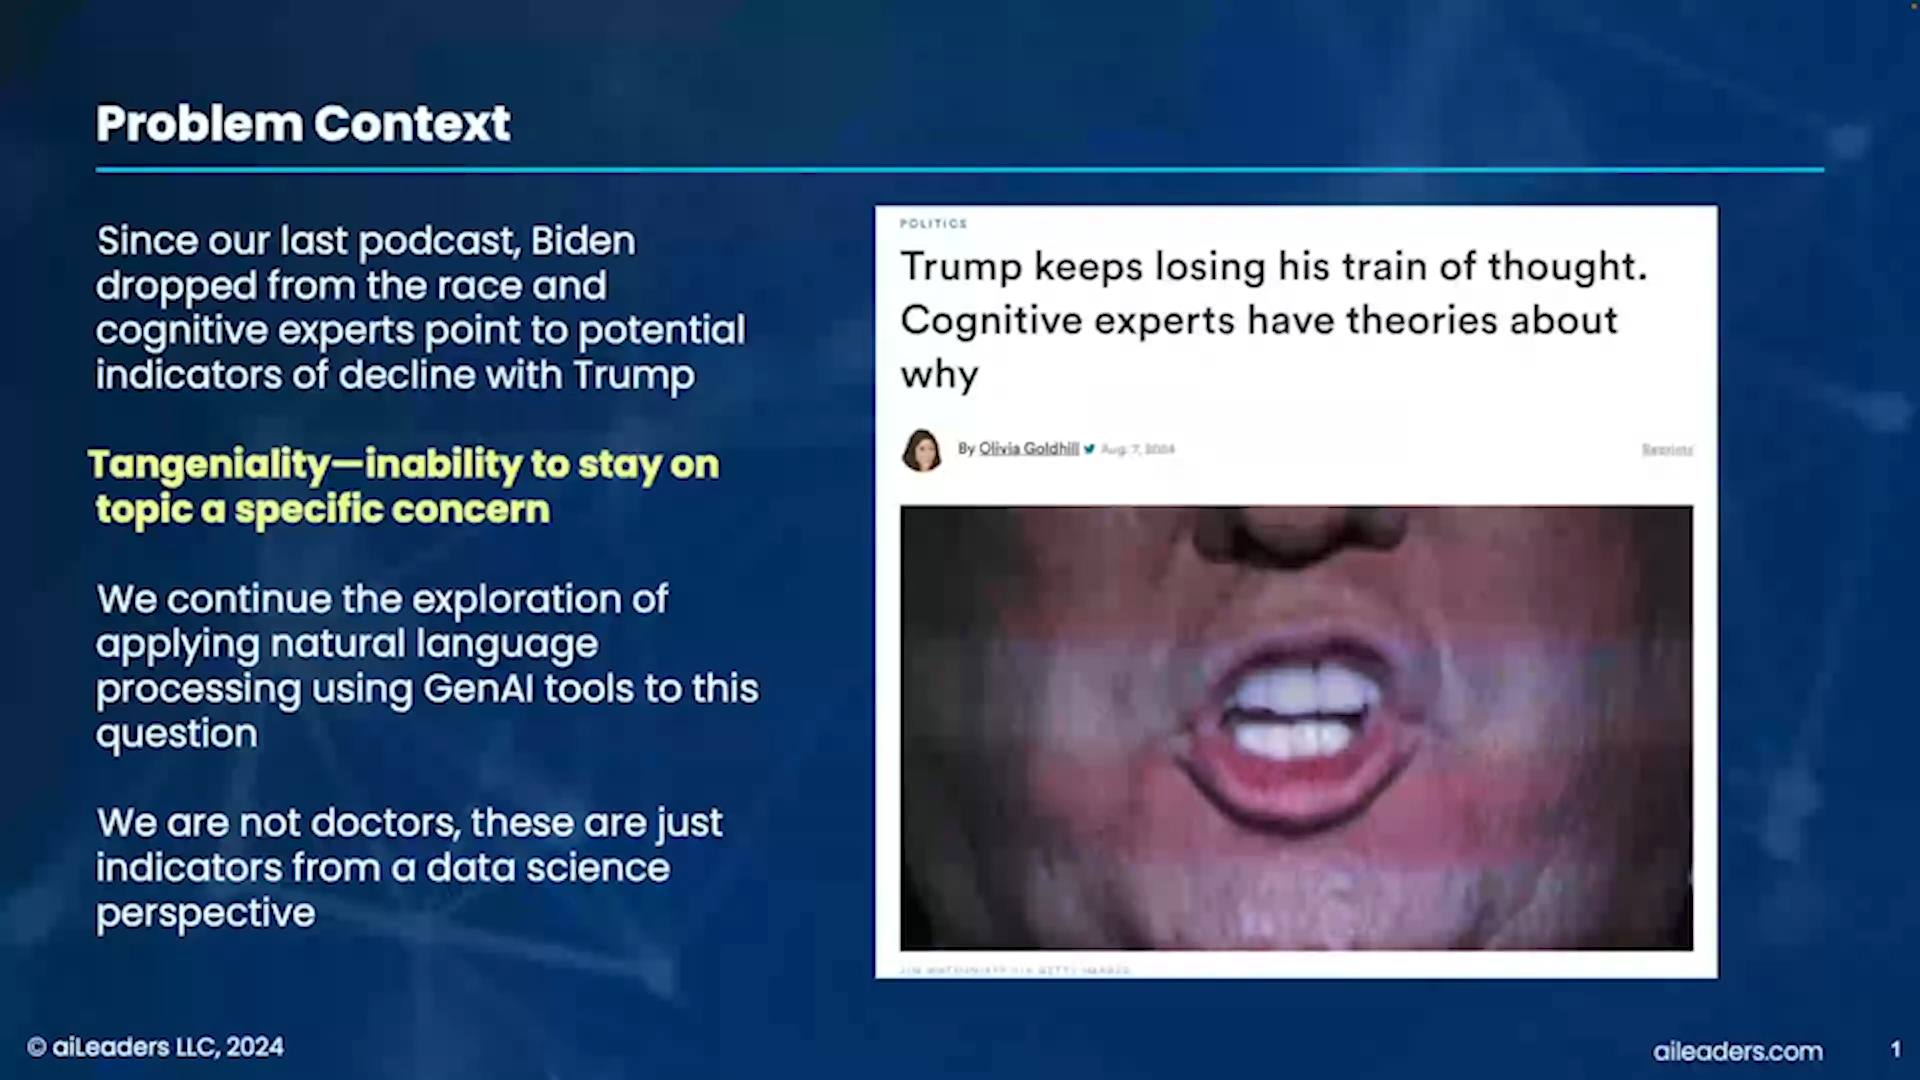 Problem Context
Since our last podcast, Biden
dropped from the race and
cognitive experts point to potential
indicators of decline with Trump
Tangeniality—inability to stay on
topic a specific concern
We continue the exploration of
applying natural language
processing using GenAI tools to this
question
We are not doctors, these are just
indicators from a data science
perspective
POLITICS
Trump keeps losing his train of thought.
Cognitive experts have theories about
why
By Olivia Goldhill Aug. 7, 2024
Reprints
© aiLeaders LLC, 2024
aileaders.com
1